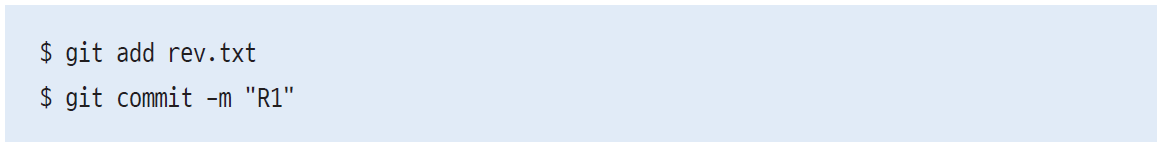 $ git add rev.txt
$ git commit –m "R1"